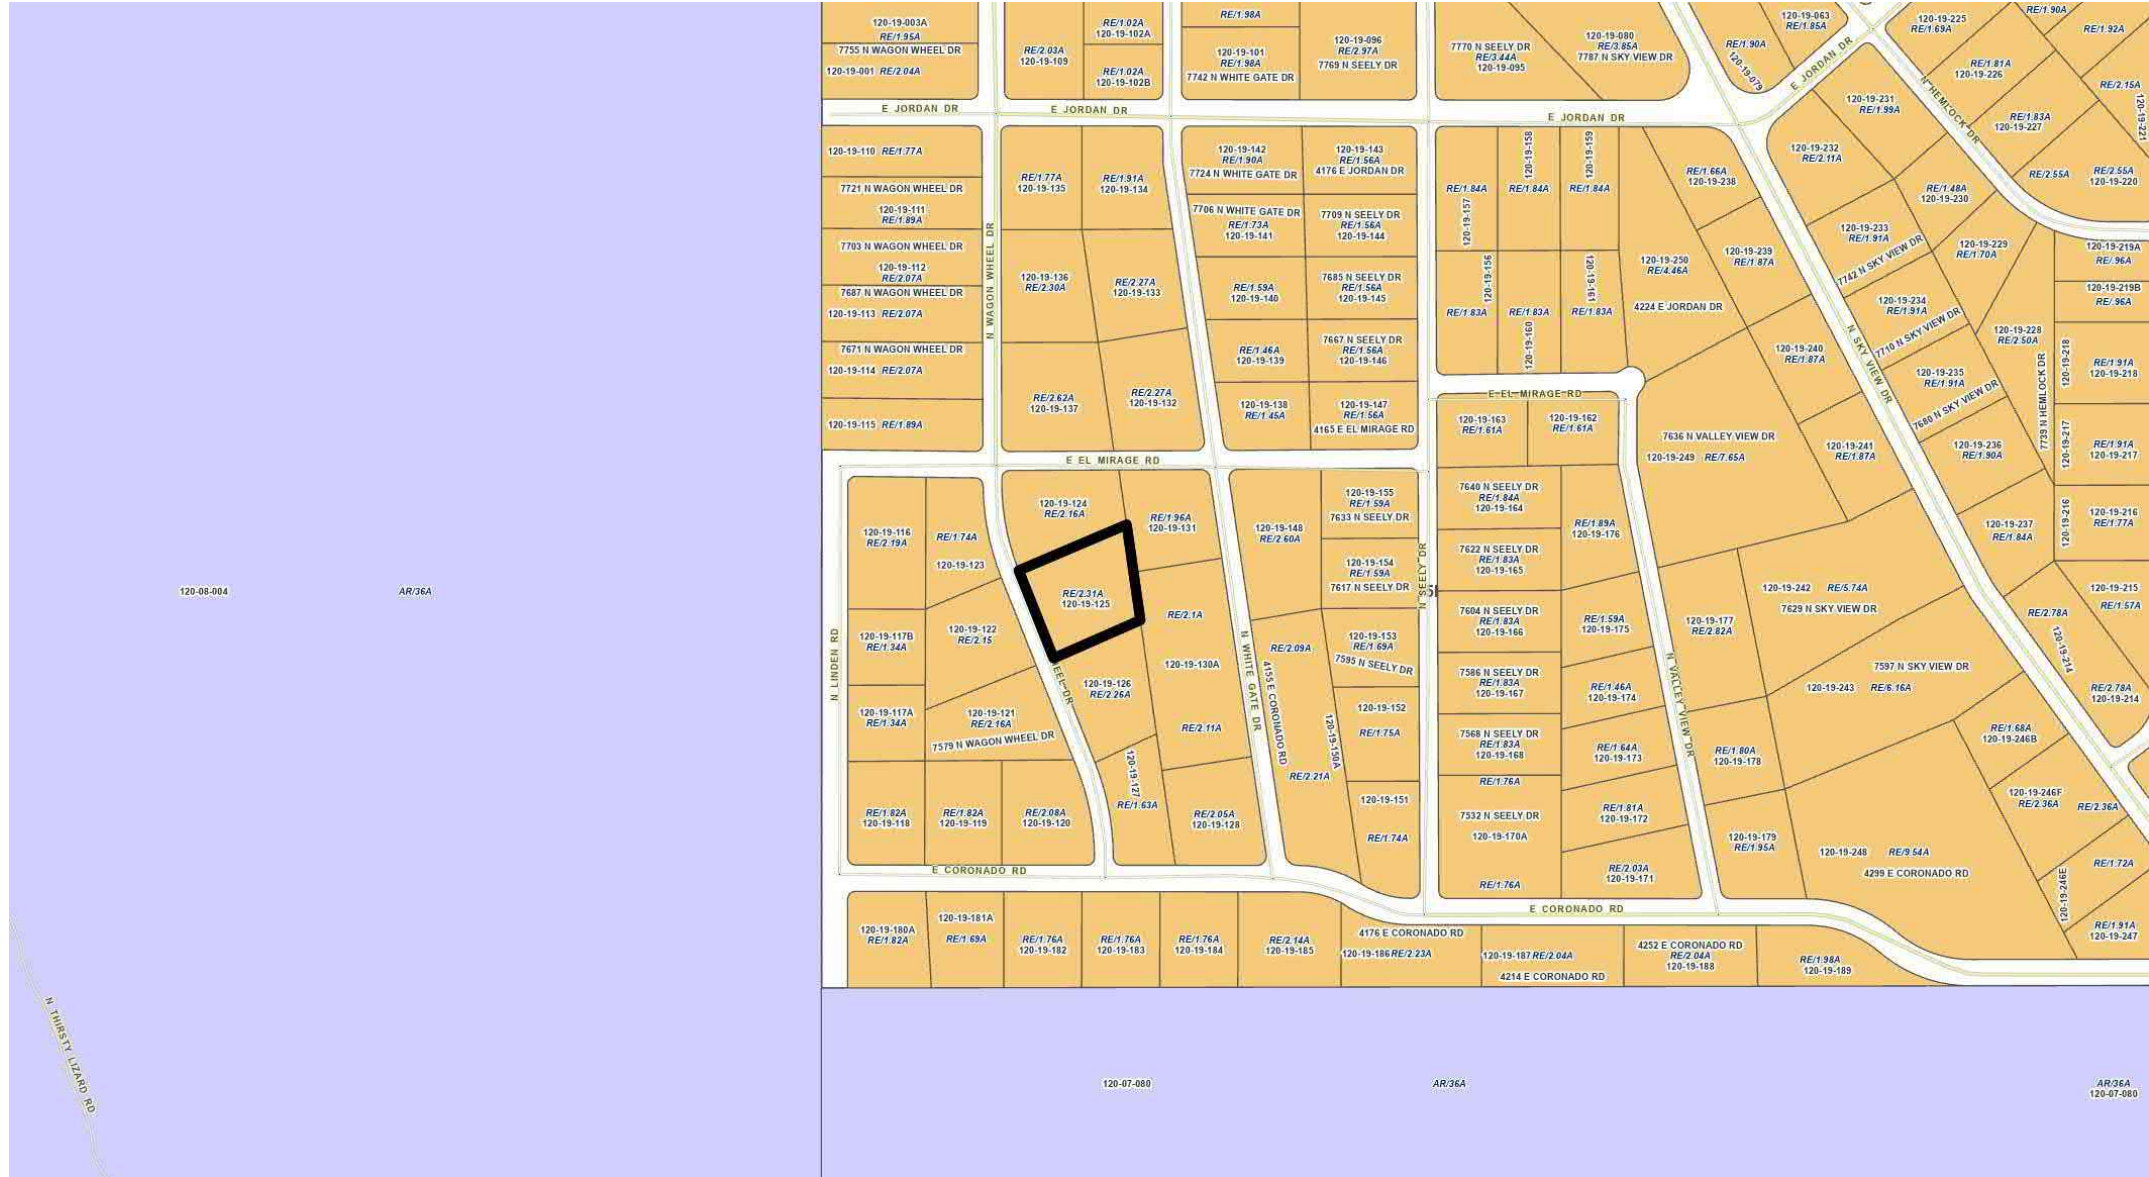 120-19-003A
RE/1.95A
7755 N WAGON WHEEL DR
120-19-001 RE/2.04A
RE/2.03A
120-19-109
RE/1.02A
120-19-102A
RE/1.02A
120-19-102B
RE/1.98A
120-19-101
RE/1.98A
7742 N WHITE GATE DR
120-19-096
RE/2.97A
7769 N SEELY DR
7770 N SEELY DR
RE/3.44A
120-19-095
120-19-080
RE/3.85A
7787 N SKY VIEW DR
RE/1.90A
120-19-079
120-19-063
RE/1.85A
120-19-225
RE/1.69A
RE/1.90A
RE/1.92A
RE/1.81A
120-19-226
RE/2.15A
120-19-221
E JORDAN DR
E JORDAN DR
E JORDAN DR
E JORDAN DR
N HEMLOCK DR
120-19-231
RE/1.99A
RE/1.83A
120-19-227
120-19-110 RE/1.77A
7721 N WAGON WHEEL DR
120-19-111
RE/1.89A
7703 N WAGON WHEEL DR
120-19-112
RE/2.07A
7687 N WAGON WHEEL DR
120-19-113 RE/2.07A
7671 N WAGON WHEEL DR
120-19-114 RE/2.07A
120-19-115 RE/1.89A
N WAGON WHEEL DR
RE/1.77A
120-19-135
RE/1.91A
120-19-134
120-19-136
RE/2.30A
RE/2.27A
120-19-133
RE/2.62A
120-19-137
RE/2.27A
120-19-132
120-19-142
RE/1.90A
7724 N WHITE GATE DR
120-19-143
RE/1.56A
4176 E JORDAN DR
7706 N WHITE GATE DR
RE/1.73A
120-19-141
7709 N SEELY DR
RE/1.56A
120-19-144
RE/1.59A
120-19-140
7685 N SEELY DR
RE/1.56A
120-19-145
RE/1.46A
120-19-139
7667 N SEELY DR
RE/1.56A
120-19-146
120-19-138
RE/1.45A
120-19-147
RE/1.56A
4165 E EL MIRAGE RD
RE/1.84A
120-19-157
120-19-158
RE/1.84A
120-19-159
RE/1.84A
120-19-156
RE/1.83A
RE/1.83A
120-19-160
120-19-161
RE/1.83A
120-19-250
RE/4.46A
4224 E JORDAN DR
RE/1.66A
120-19-238
120-19-239
RE/1.87A
120-19-240
RE/1.87A
120-19-241
RE/1.87A
120-19-232
RE/2.11A
120-19-233
RE/1.91A
7742 N SKY VIEW DR
120-19-234
RE/1.91A
7710 N SKY VIEW DR
120-19-235
RE/1.91A
7680 N SKY VIEW DR
120-19-236
RE/1.90A
N SKY VIEW DR
RE/1.48A
120-19-230
120-19-229
RE/1.70A
120-19-228
RE/2.50A
7739 N HEMLOCK DR
RE/2.55A
RE/2.55A
120-19-220
120-19-219A
RE/.96A
120-19-219B
RE/.96A
120-19-218
RE/1.91A
120-19-218
120-19-217
RE/1.91A
120-19-217
120-19-216
RE/1.77A
120-19-216
E EL MIRAGE RD
120-19-163
RE/1.61A
120-19-162
RE/1.61A
7636 N VALLEY VIEW DR
120-19-249 RE/7.65A
E EL MIRAGE RD
120-19-116
RE/2.19A
RE/1.74A
120-19-123
120-19-124
RE/2.16A
RE/1.96A
120-19-131
120-19-148
RE/2.60A
120-19-155
RE/1.59A
7633 N SEELY DR
120-19-154
RE/1.59A
7617 N SEELY DR
N SEELY DR
7640 N SEELY DR
RE/1.84A
120-19-164
RE/1.89A
120-19-176
7622 N SEELY DR
RE/1.83A
120-19-165
120-19-237
RE/1.84A
120-08-004
AR/36A
RE/2.31A
120-19-125
RE/2.1A
120-19-130A
RE/2.11A
120-19-117B
RE/1.34A
120-19-122
RE/2.15
N LINDEN RD
120-19-117A
RE/1.34A
120-19-121
RE/2.16A
7579 N WAGON WHEEL DR
EEL DR
120-19-126
RE/2.26A
120-19-127
RE/1.63A
RE/2.05A
120-19-128
N WHITE GATE DR
4155 E CORONADO RD
RE/2.09A
RE/2.21A
120-19-150A
120-19-153
RE/1.69A
7595 N SEELY DR
120-19-152
RE/1.75A
120-19-151
RE/1.74A
7604 N SEELY DR
RE/1.83A
120-19-166
7586 N SEELY DR
RE/1.83A
120-19-167
7568 N SEELY DR
RE/1.83A
120-19-168
RE/1.76A
7532 N SEELY DR
120-19-170A
RE/1.76A
RE/1.59A
120-19-175
RE/1.46A
120-19-174
RE/1.64A
120-19-173
RE/1.81A
120-19-172
RE/2.03A
120-19-171
N VALLEY VIEW DR
120-19-177
RE/2.82A
RE/1.80A
120-19-178
120-19-179
RE/1.95A
120-19-242 RE/5.74A
7629 N SKY VIEW DR
7597 N SKY VIEW DR
120-19-243 RE/6.16A
120-19-248 RE/9.54A
4299 E CORONADO RD
120-19-215
RE/1.57A
RE/2.78A
120-19-214
RE/2.78A
120-19-214
RE/1.68A
120-19-246B
120-19-246F
RE/2.36A
RE/2.36A
RE/1.72A
120-19-246E
RE/1.91A
120-19-247
RE/1.82A
120-19-118
RE/1.82A
120-19-119
RE/2.08A
120-19-120
E CORONADO RD
E CORONADO RD
120-19-180A
RE/1.82A
120-19-181A
RE/1.69A
RE/1.76A
120-19-182
RE/1.76A
120-19-183
RE/1.76A
120-19-184
RE/2.14A
120-19-185
4176 E CORONADO RD
120-19-186 RE/2.23A
120-19-187 RE/2.04A
4214 E CORONADO RD
4252 E CORONADO RD
RE/2.04A
120-19-188
RE/1.98A
120-19-189
N THIRSTY LIZARD RD
120-07-080
AR/36A
AR/36A
120-07-080